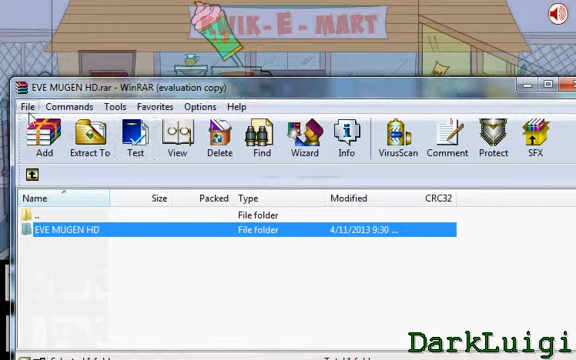 KWIK-E-MART
EVE MUGEN HD.rar - WinRAR (evaluation copy)
File Commands Tools Favorites Options Help
Add Extract To Test View Delete Find Wizard Info VirusScan Comment Protect SFX
Name Size Packed Type Modified CRC32
.. File folder
EVE MUGEN HD File folder 4/11/2013 9:30 ...
DarkLuigi